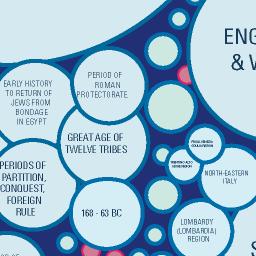 ENG
& W
EARLY HISTORY
TO RETURN OF
JEWS FROM
BONDAGE
IN EGYPT
PERIOD OF
ROMAN
PROTECTORATE
GREAT AGE OF
TWELVE TRIBES
PERIODS OF
PARTITION,
CONQUEST,
FOREIGN
RULE
168 - 63 BC
NORTH-EASTERN
ITALY
LOMBARDY
(LOMBARDIA)
REGION